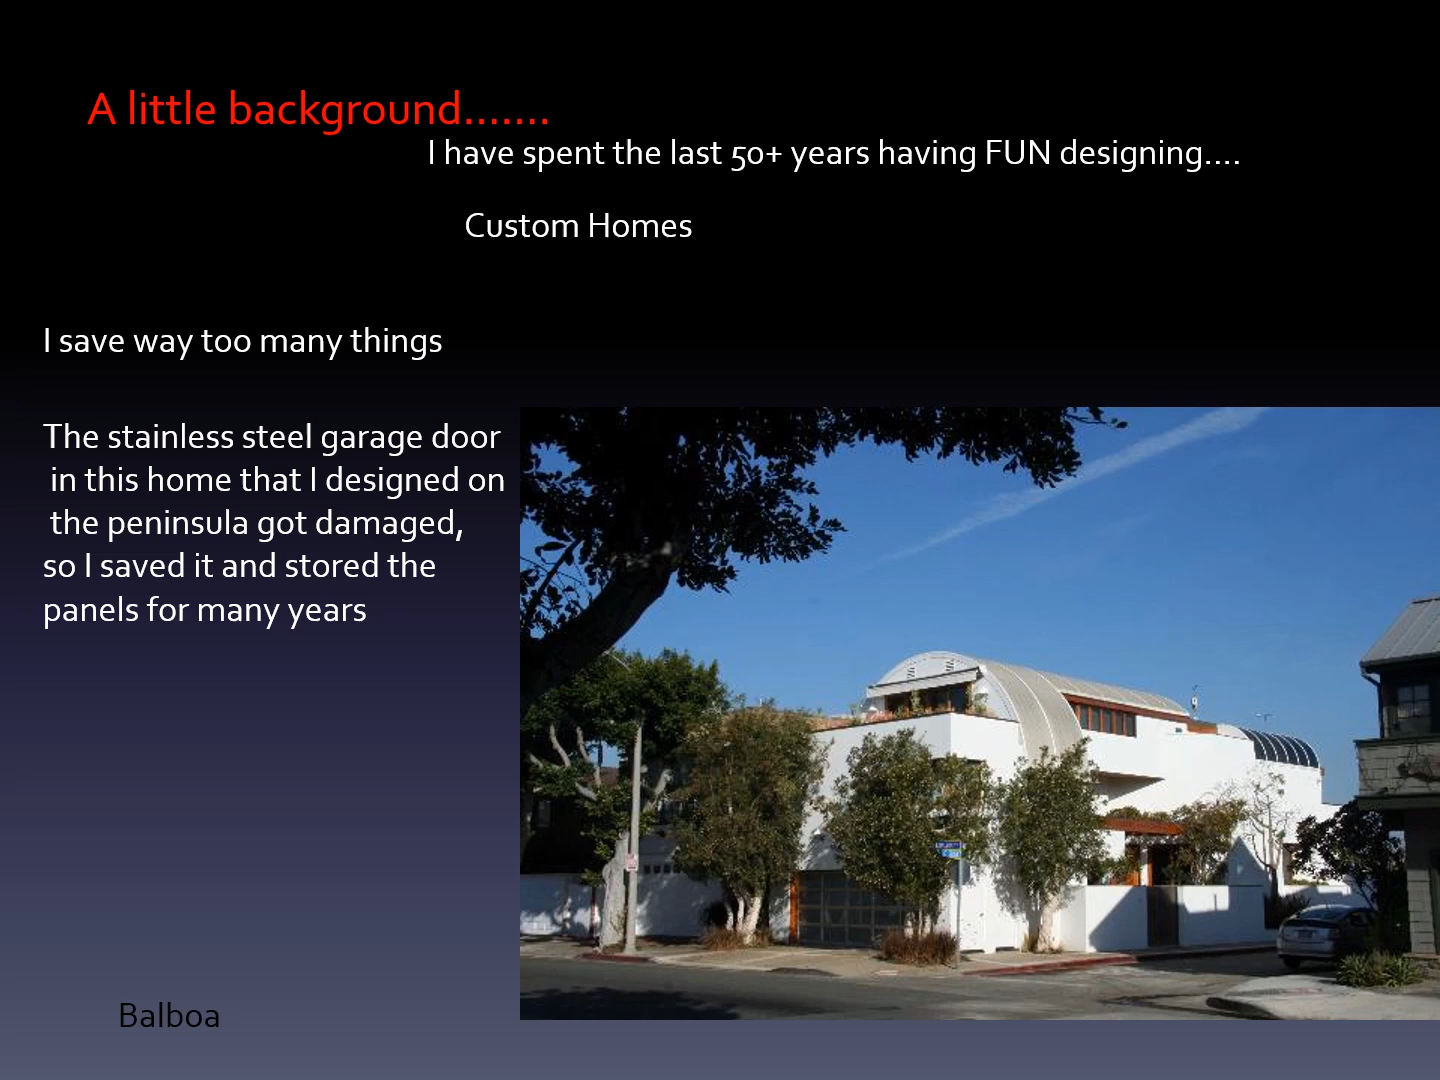 A little background.......
I have spent the last 50+ years having FUN designing....
Custom Homes
I save way too many things
The stainless steel garage door
in this home that I designed on
the peninsula got damaged,
so I saved it and stored the
panels for many years
Balboa